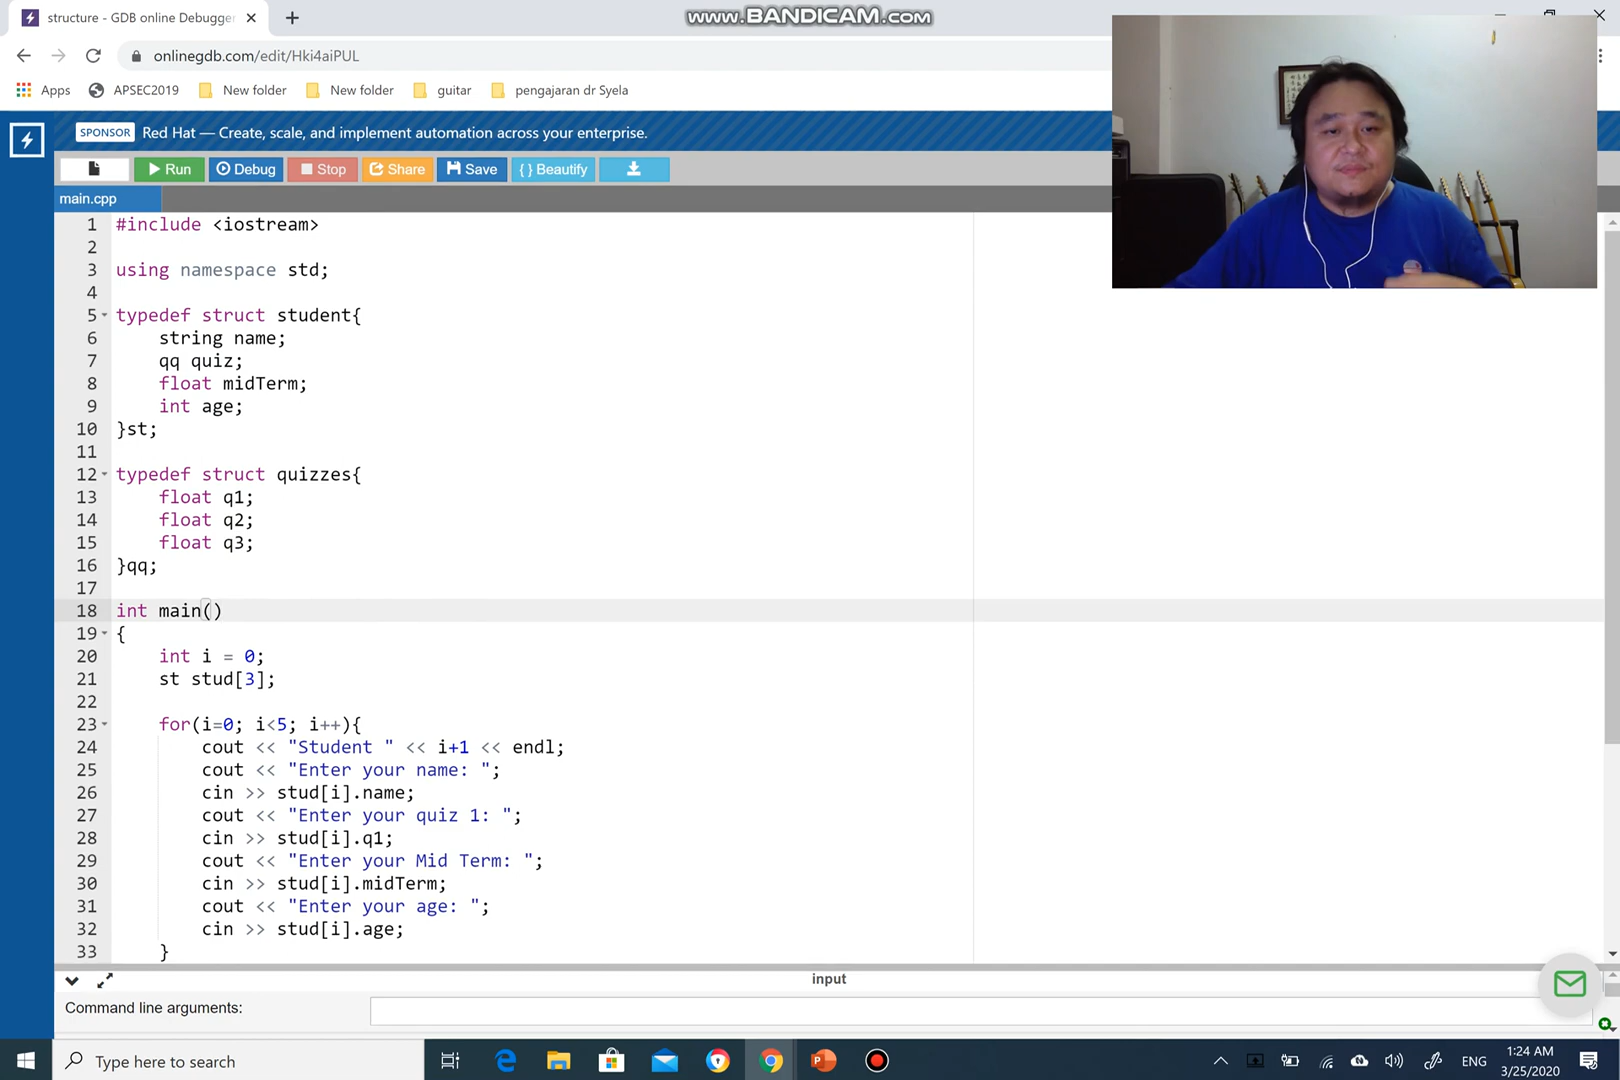 structure - GDB online Debugger
www.BANDICAM.com
onlinegdb.com/edit/Hki4aiPUL
Apps APSEC2019 New folder New folder guitar pengajaran dr Syela
SPONSOR Red Hat — Create, scale, and implement automation across your enterprise.
Run Debug Stop Share Save { } Beautify
main.cpp
1 #include <iostream>
2
3 using namespace std;
4
5 typedef struct student{
6 string name;
7 qq quiz;
8 float midTerm;
9 int age;
10 }st;
11
12 typedef struct quizzes{
13 float q1;
14 float q2;
15 float q3;
16 }qq;
17
18 int main()
19 {
20 int i = 0;
21 st stud[3];
22
23 for(i=0; i<5; i++){
24 cout << "Student " << i+1 << endl;
25 cout << "Enter your name: ";
26 cin >> stud[i].name;
27 cout << "Enter your quiz 1: ";
28 cin >> stud[i].q1;
29 cout << "Enter your Mid Term: ";
30 cin >> stud[i].midTerm;
31 cout << "Enter your age: ";
32 cin >> stud[i].age;
33 }
input
Command line arguments:
Type here to search
ENG
1:24 AM
3/25/2020